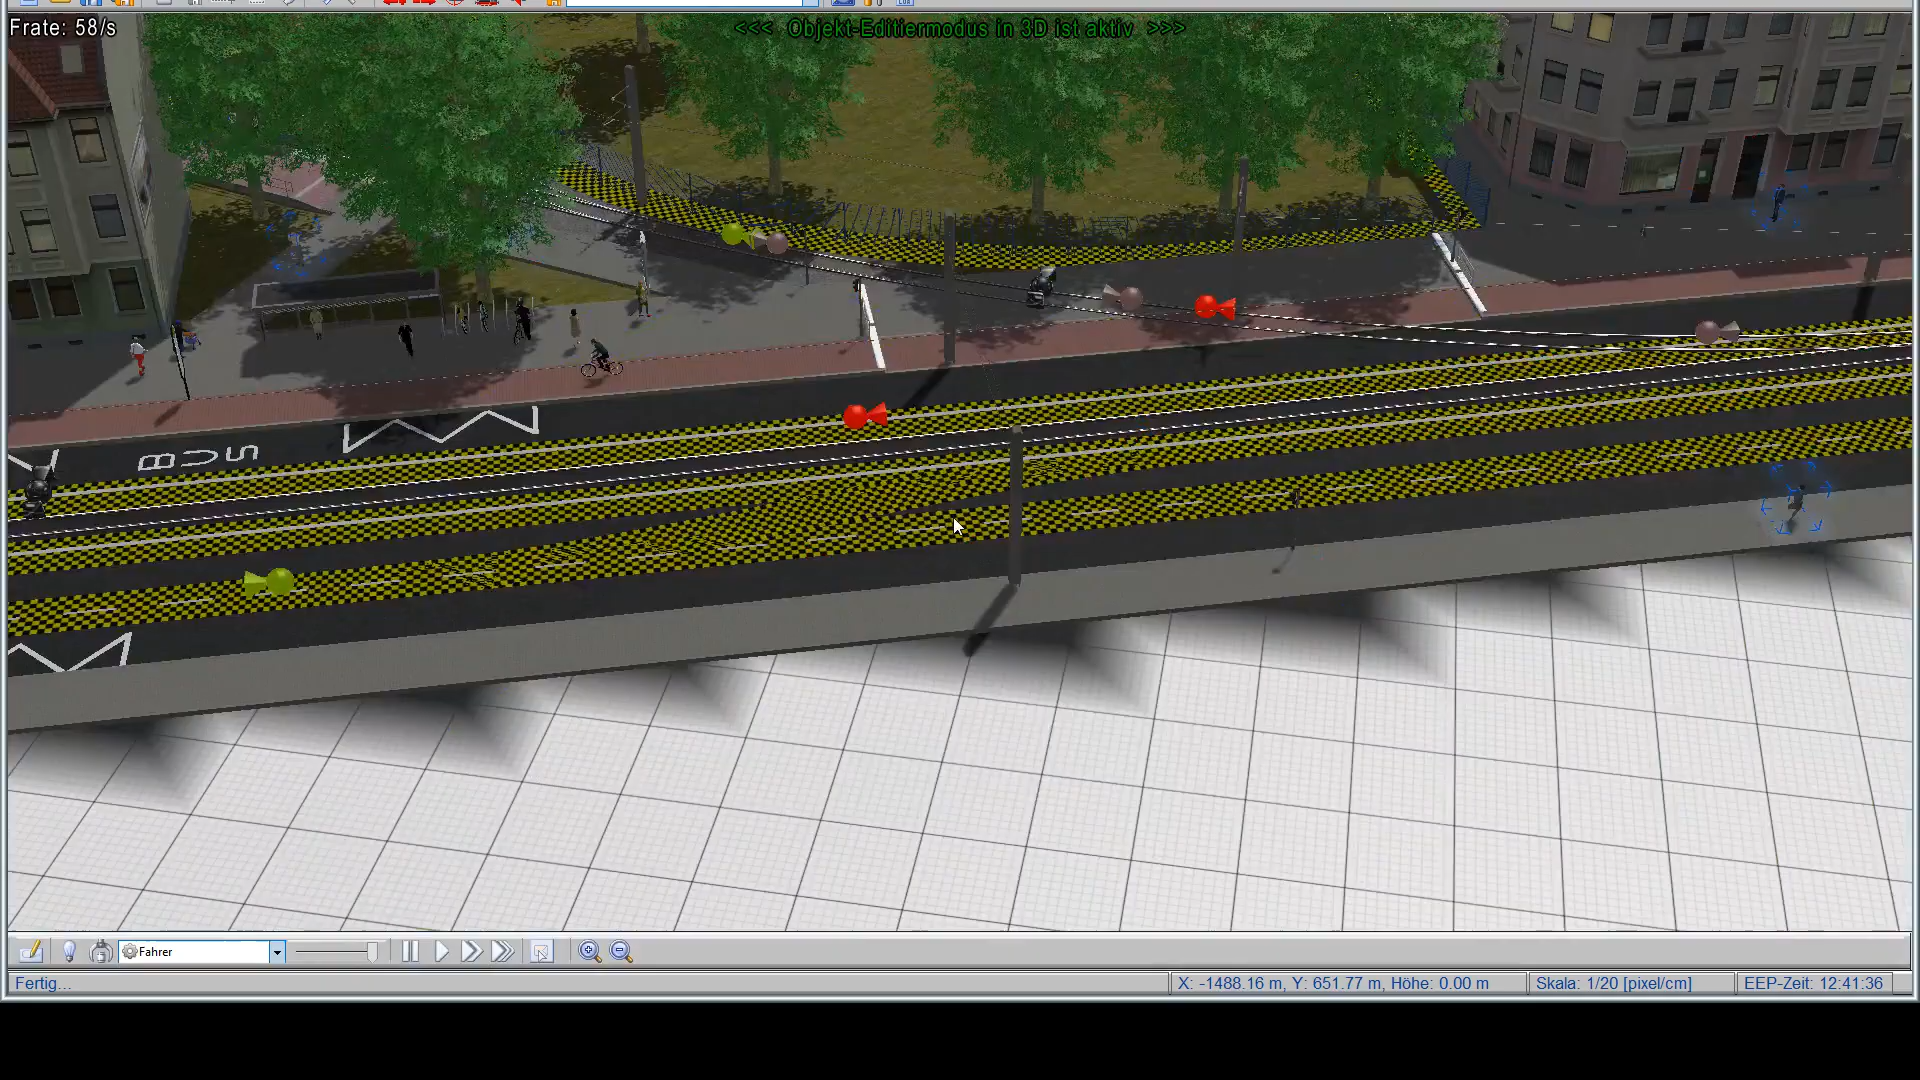 Frate: 58/s
<<< Objekt-Editiermodus in 3D ist aktiv >>>
BUS
Fahrer
Fertig...
X: -1488.16 m, Y: 651.77 m, Höhe: 0.00 m
Skala: 1/20 [pixel/cm]
EEP-Zeit: 12:41:36